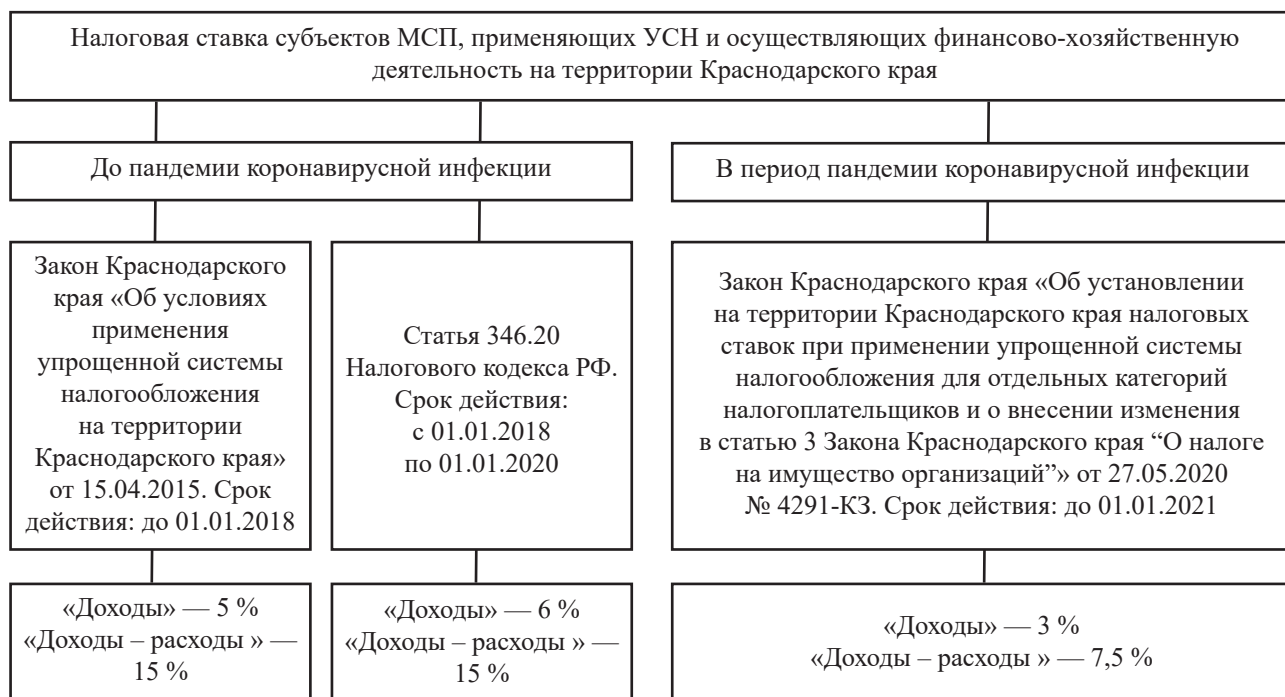 Налоговая ставка субъектов МСП, применяющих УСН и осуществляющих финансово-хозяйственную
деятельность на территории Краснодарского края
До пандемии коронавирусной инфекции
В период пандемии коронавирусной инфекции
Закон Краснодарского
края «Об условиях
применения
упрощенной системы
налогообложения
на территории
Краснодарского края»
от 15.04.2015. Срок
действия: до 01.01.2018
Статья 346.20
Налогового кодекса РФ.
Срок действия:
с 01.01.2018
по 01.01.2020
Закон Краснодарского края «Об установлении
на территории Краснодарского края налоговых
ставок при применении упрощенной системы
налогообложения для отдельных категорий
налогоплательщиков и о внесении изменения
в статью 3 Закона Краснодарского края “О налоге
на имущество организаций”» от 27.05.2020
№ 4291-КЗ. Срок действия: до 01.01.2021
«Доходы» — 5 %
«Доходы – расходы » —
15 %
«Доходы» — 6 %
«Доходы – расходы » —
15 %
«Доходы» — 3 %
«Доходы – расходы » — 7,5 %